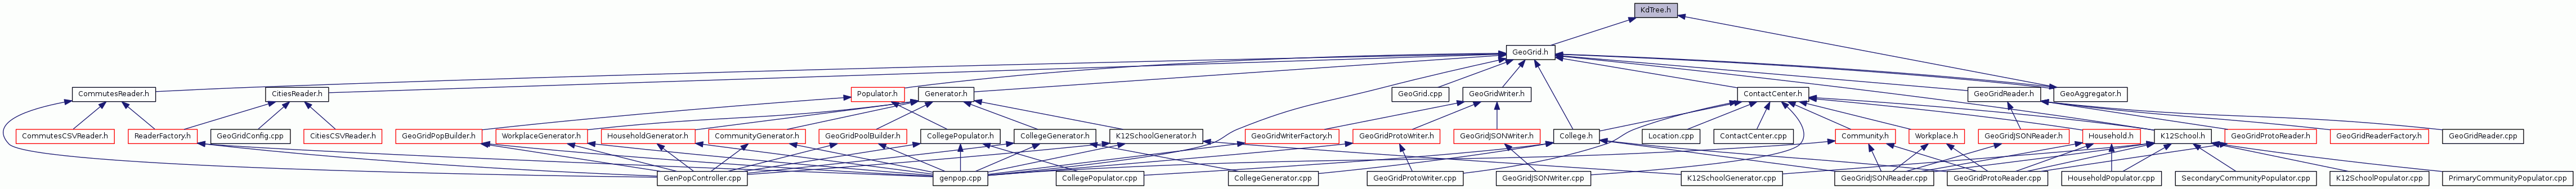 KdTree.h
GeoGrid.h
CommutesReader.h
CitiesReader.h
Populator.h
Generator.h
GeoGrid.cpp
GeoGridWriter.h
ContactCenter.h
GeoGridReader.h
GeoAggregator.h
CommutesCSVReader.h
ReaderFactory.h
GeoGridConfig.cpp
CitiesCSVReader.h
GeoGridPopBuilder.h
WorkplaceGenerator.h
HouseholdGenerator.h
CommunityGenerator.h
GeoGridPoolBuilder.h
CollegePopulator.h
CollegeGenerator.h
K12SchoolGenerator.h
GeoGridWriterFactory.h
GeoGridProtoWriter.h
GeoGridJSONWriter.h
College.h
Location.cpp
ContactCenter.cpp
Community.h
Workplace.h
GeoGridJSONReader.h
Household.h
K12School.h
GeoGridProtoReader.h
GeoGridReaderFactory.h
GeoGridReader.cpp
GenPopController.cpp
genpop.cpp
CollegePopulator.cpp
CollegeGenerator.cpp
GeoGridProtoWriter.cpp
GeoGridJSONWriter.cpp
K12SchoolGenerator.cpp
GeoGridJSONReader.cpp
GeoGridProtoReader.cpp
HouseholdPopulator.cpp
SecondaryCommunityPopulator.cpp
K12SchoolPopulator.cpp
PrimaryCommunityPopulator.cpp